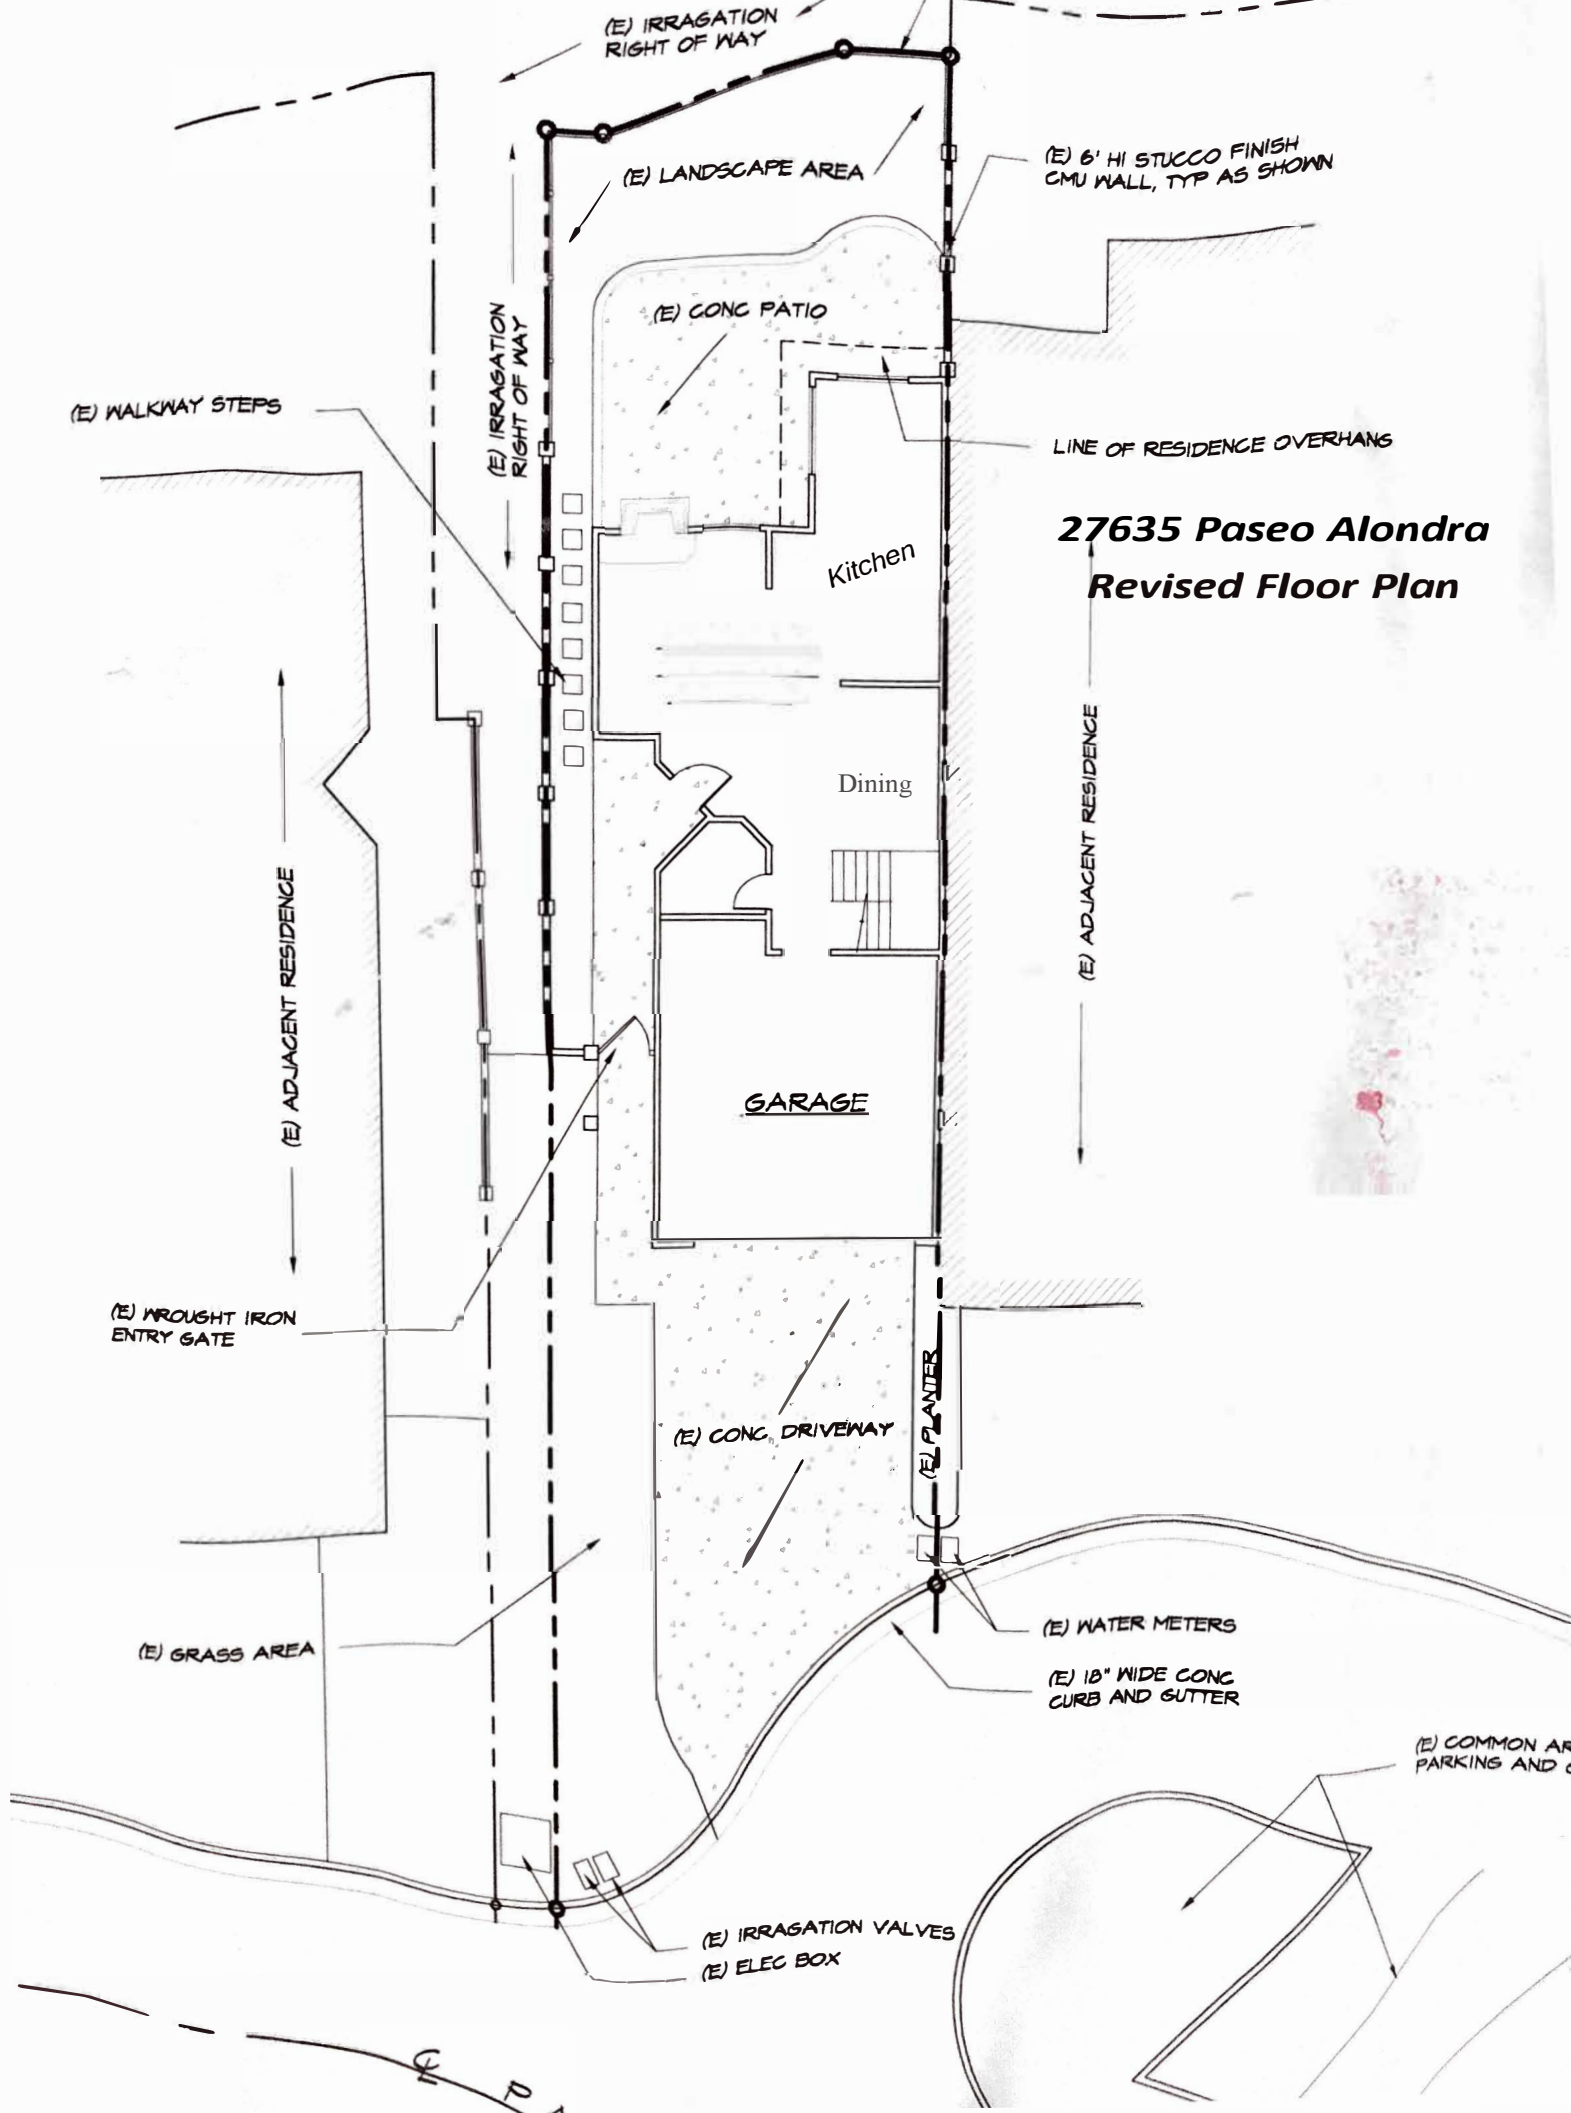 (E) IRRAGATION
RIGHT OF WAY
(E) LANDSCAPE AREA
(E) 6' HI STUCCO FINISH
CMU WALL, TYP AS SHOWN
(E) IRRAGATION
RIGHT OF WAY
(E) CONC PATIO
(E) WALKWAY STEPS
LINE OF RESIDENCE OVERHANG
27635 Paseo Alondra
Revised Floor Plan
Kitchen
Dining
(E) ADJACENT RESIDENCE
(E) ADJACENT RESIDENCE
GARAGE
(E) WROUGHT IRON
ENTRY GATE
(E) PLANTER
(E) CONC DRIVEWAY
(E) GRASS AREA
(E) WATER METERS
(E) 18" WIDE CONC
CURB AND GUTTER
(E) COMMON AR
PARKING AND
(E) IRRAGATION VALVES
(E) ELEC BOX
℄ P